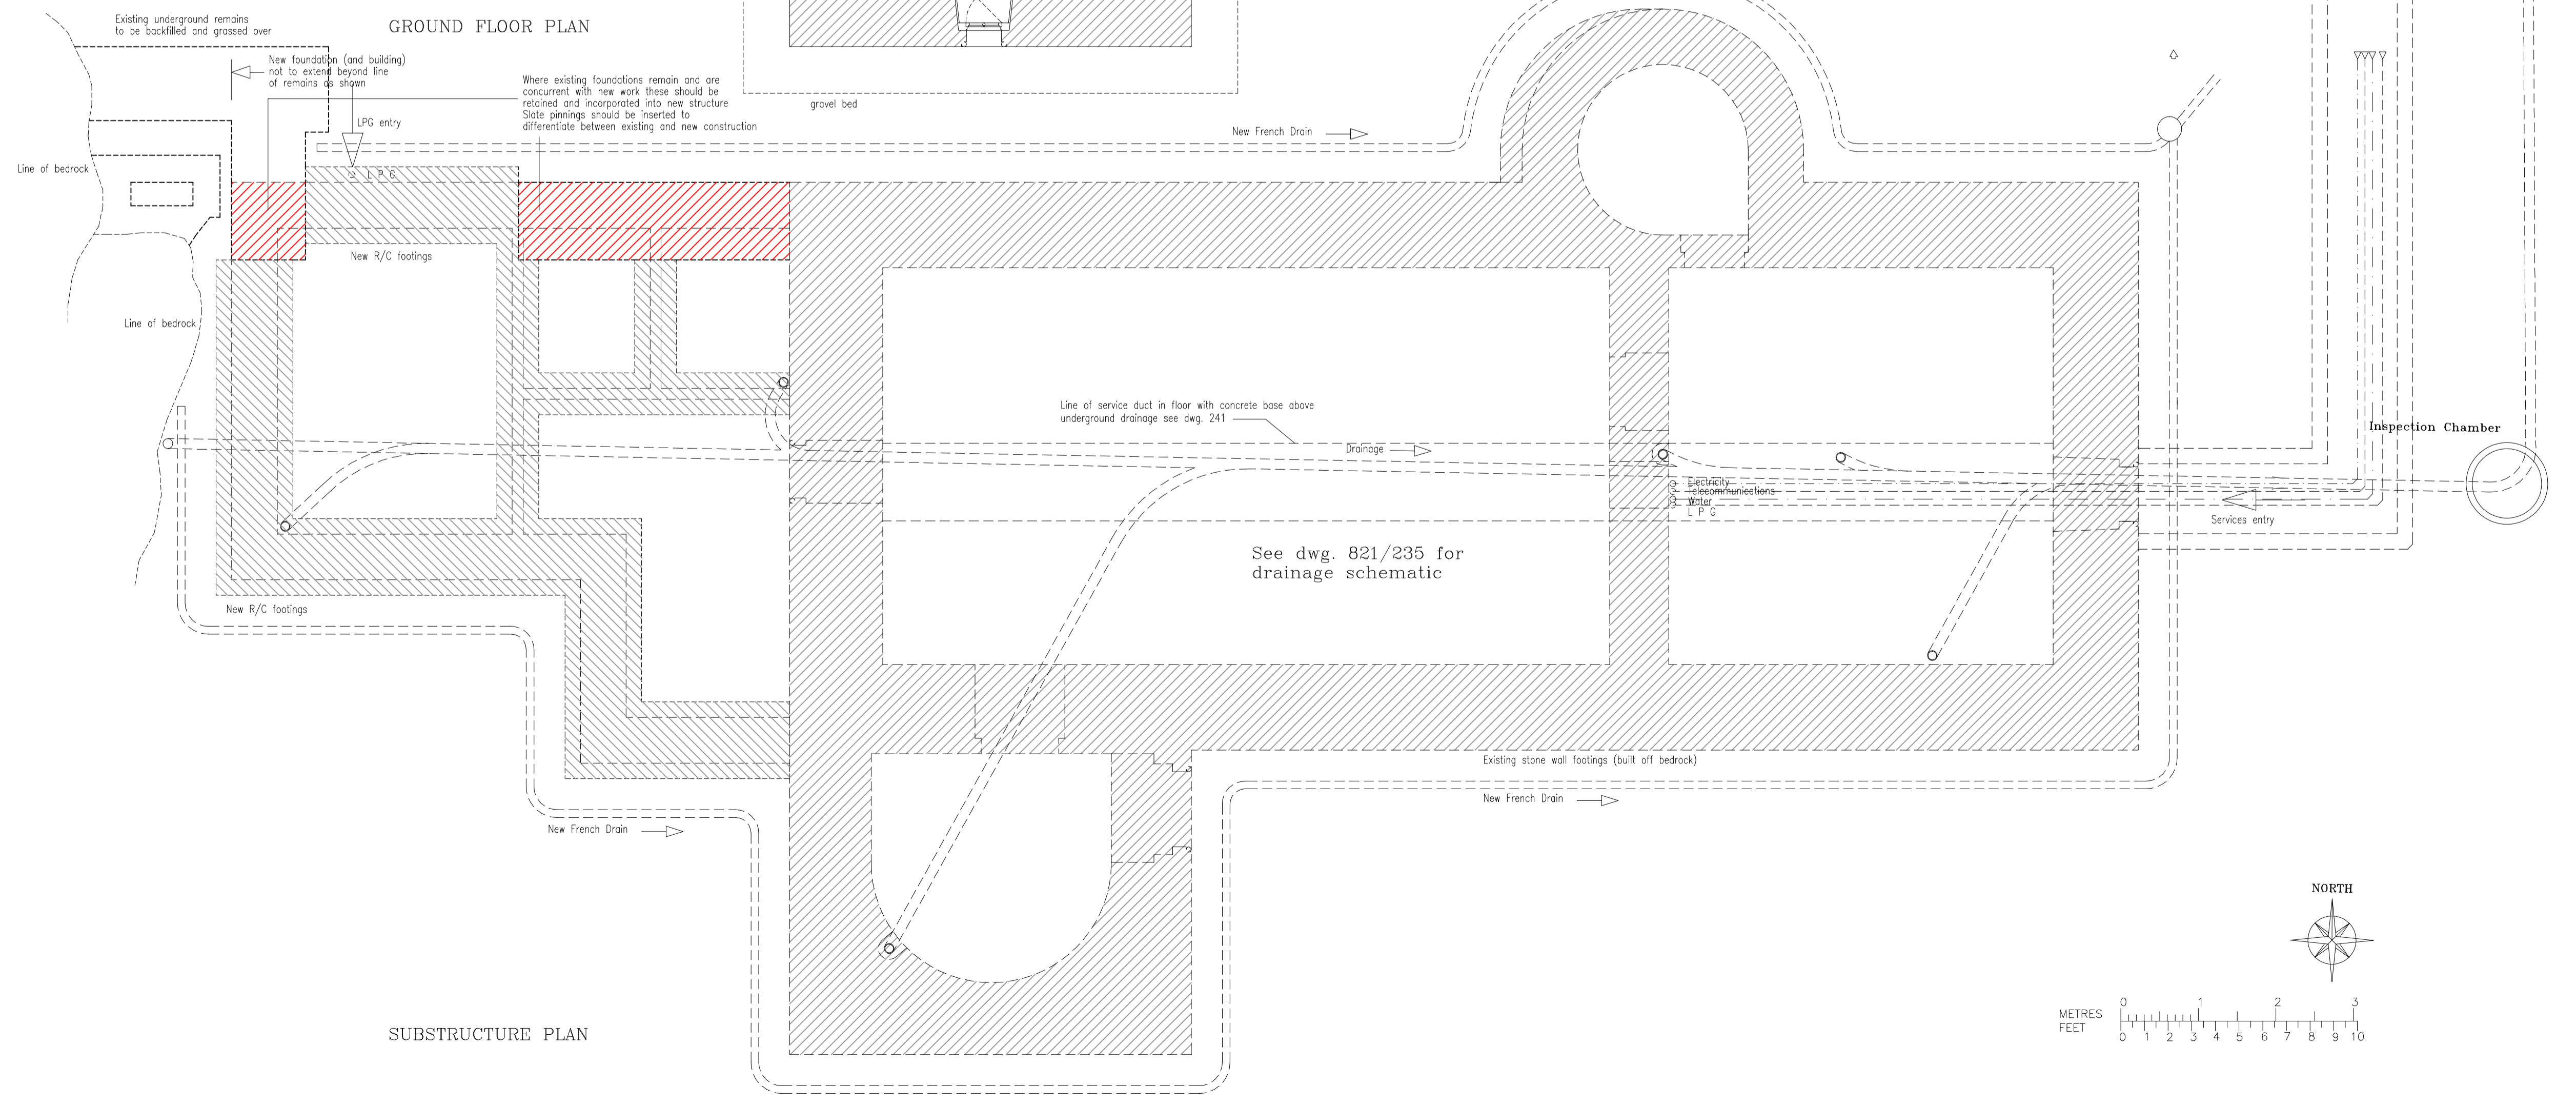 Existing underground remains
to be backfilled and grassed over
GROUND FLOOR PLAN
New foundation (and building)
not to extend beyond line
of remains as shown
Where existing foundations remain and are
concurrent with new work these should be
retained and incorporated into new structure
Slate pinnings should be inserted to
differentiate between existing and new construction
gravel bed
LPG entry
New French Drain
Line of bedrock
L P G
New R/C footings
Line of bedrock
Line of service duct in floor with concrete base above
underground drainage see dwg. 241
Drainage
Inspection Chamber
Electricity
Telecommunications
Water
L P G
Services entry
See dwg. 821/235 for
drainage schematic
New R/C footings
Existing stone wall footings (built off bedrock)
New French Drain
New French Drain
NORTH
SUBSTRUCTURE PLAN
0 1 2 3
METRES
FEET
0 1 2 3 4 5 6 7 8 9 10